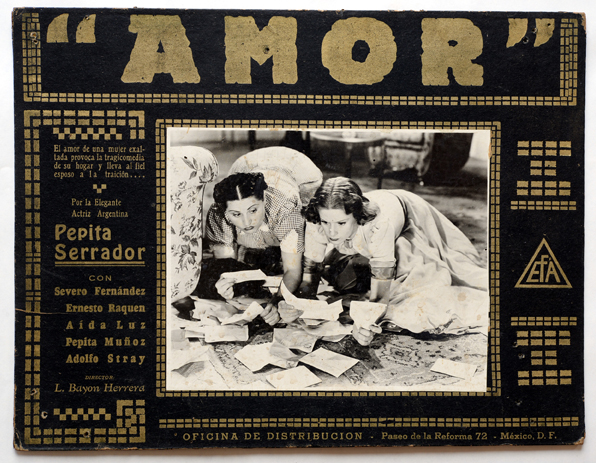 "AMOR"
El amor de una mujer exal-
tada provoca la tragicomedia
de su hogar y lleva al fiel
esposo a la traición....
Por la Elegante
Actriz Argentina
Pepita
Serrador
CON
Severo Fernández
Ernesto Raquen
Aída Luz
Pepita Muñoz
Adolfo Stray
DIRECTOR:
L. Bayon Herrera
EFA
OFICINA DE DISTRIBUCION - Paseo de la Reforma 72 - México, D. F.